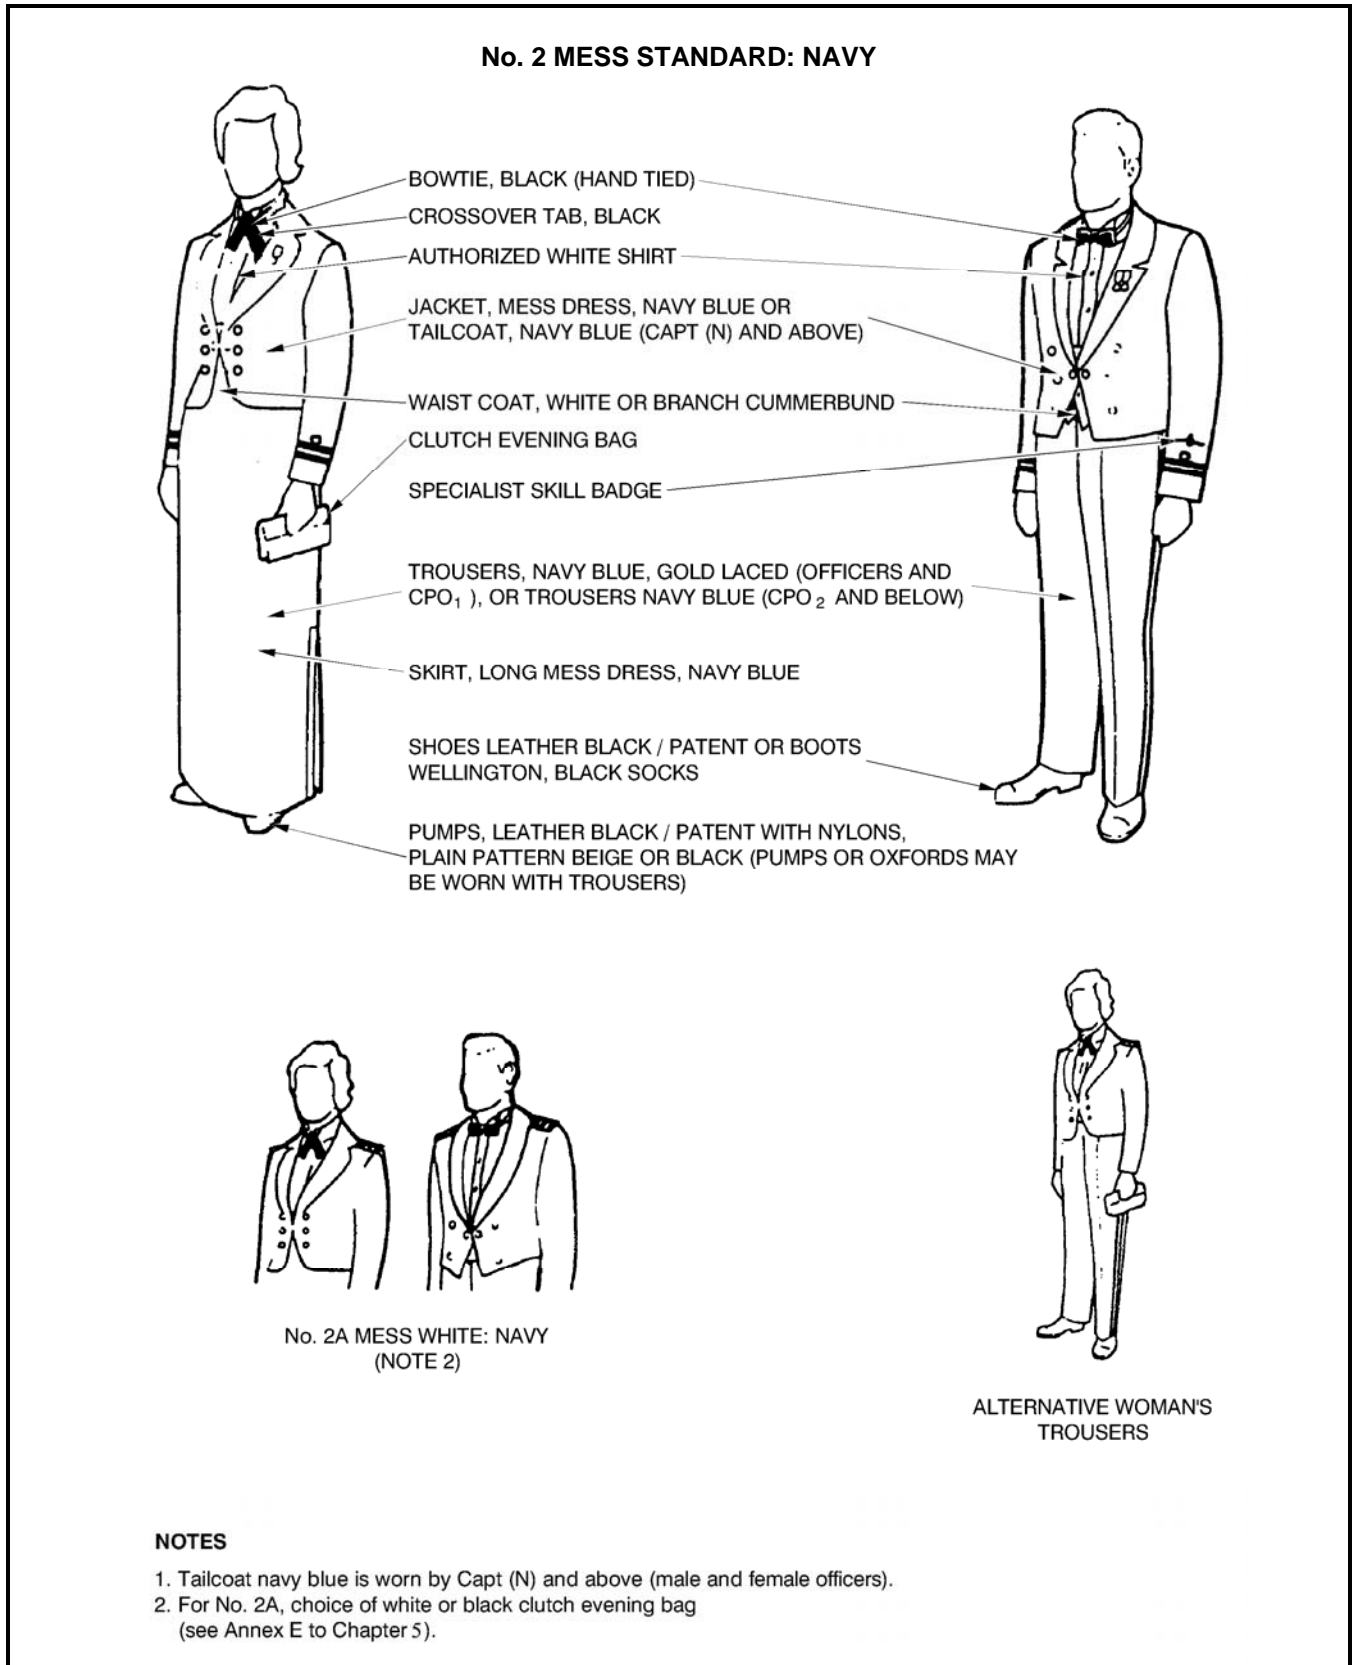 No. 2 MESS STANDARD: NAVY
BOWTIE, BLACK (HAND TIED)
CROSSOVER TAB, BLACK
AUTHORIZED WHITE SHIRT
JACKET, MESS DRESS, NAVY BLUE OR
TAILCOAT, NAVY BLUE (CAPT (N) AND ABOVE)
WAIST COAT, WHITE OR BRANCH CUMMERBUND
CLUTCH EVENING BAG
SPECIALIST SKILL BADGE
TROUSERS, NAVY BLUE, GOLD LACED (OFFICERS AND
CPO₁ ), OR TROUSERS NAVY BLUE (CPO ₂ AND BELOW)
SKIRT, LONG MESS DRESS, NAVY BLUE
SHOES LEATHER BLACK / PATENT OR BOOTS
WELLINGTON, BLACK SOCKS
PUMPS, LEATHER BLACK / PATENT WITH NYLONS,
PLAIN PATTERN BEIGE OR BLACK (PUMPS OR OXFORDS MAY
BE WORN WITH TROUSERS)
No. 2A MESS WHITE: NAVY
(NOTE 2)
ALTERNATIVE WOMAN'S
TROUSERS
NOTES
1. Tailcoat navy blue is worn by Capt (N) and above (male and female officers).
2. For No. 2A, choice of white or black clutch evening bag
(see Annex E to Chapter 5).